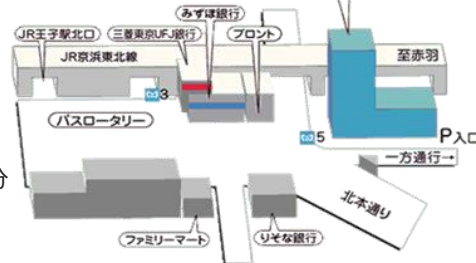 みずほ銀行
JR王子駅北口
三菱東京UFJ銀行
プロント
JR京浜東北線
至赤羽
3
バスロータリー
5
P入口
一方通行→
分
北本通り
ファミリーマート
りそな銀行